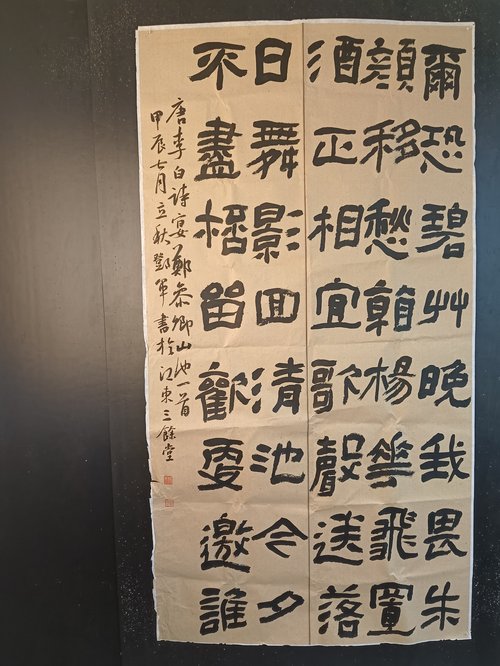 爾恐碧艸晚我畏朱
顔移愁看楊華飛置
酒正相宜歌聲送落
日舞影回清池今夕
不盡桮留歡更邀誰
唐李白詩宴鄭參卿山池一首
甲辰七月立秋鄧軍書於江東三餘堂